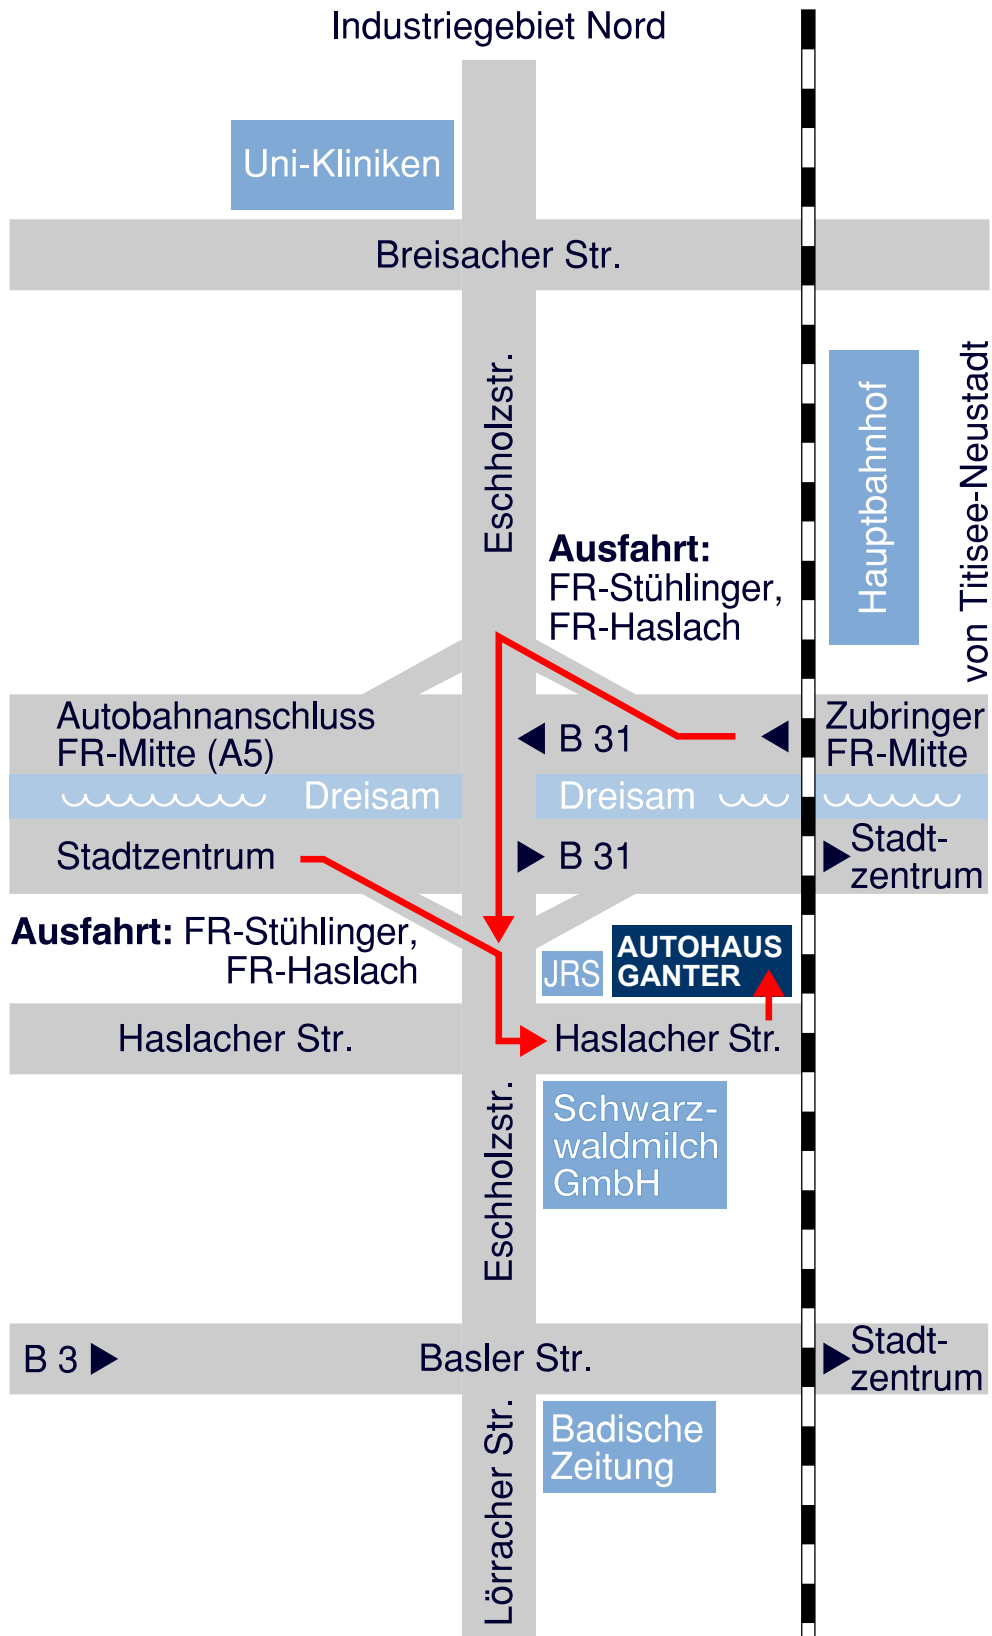 Industriegebiet Nord
Uni-Kliniken
Breisacher Str.
Eschholzstr.
Hauptbahnhof
von Titisee-Neustadt
Ausfahrt:
FR-Stühlinger,
FR-Haslach
Autobahnanschluss
FR-Mitte (A5)
B 31
Zubringer
FR-Mitte
Dreisam
Dreisam
Stadtzentrum
B 31
Stadt-
zentrum
Ausfahrt: FR-Stühlinger,
FR-Haslach
JRS
AUTOHAUS
GANTER
Haslacher Str.
Haslacher Str.
Eschholzstr.
Schwarz-
waldmilch
GmbH
B 3
Basler Str.
Stadt-
zentrum
Lörracher Str.
Badische
Zeitung